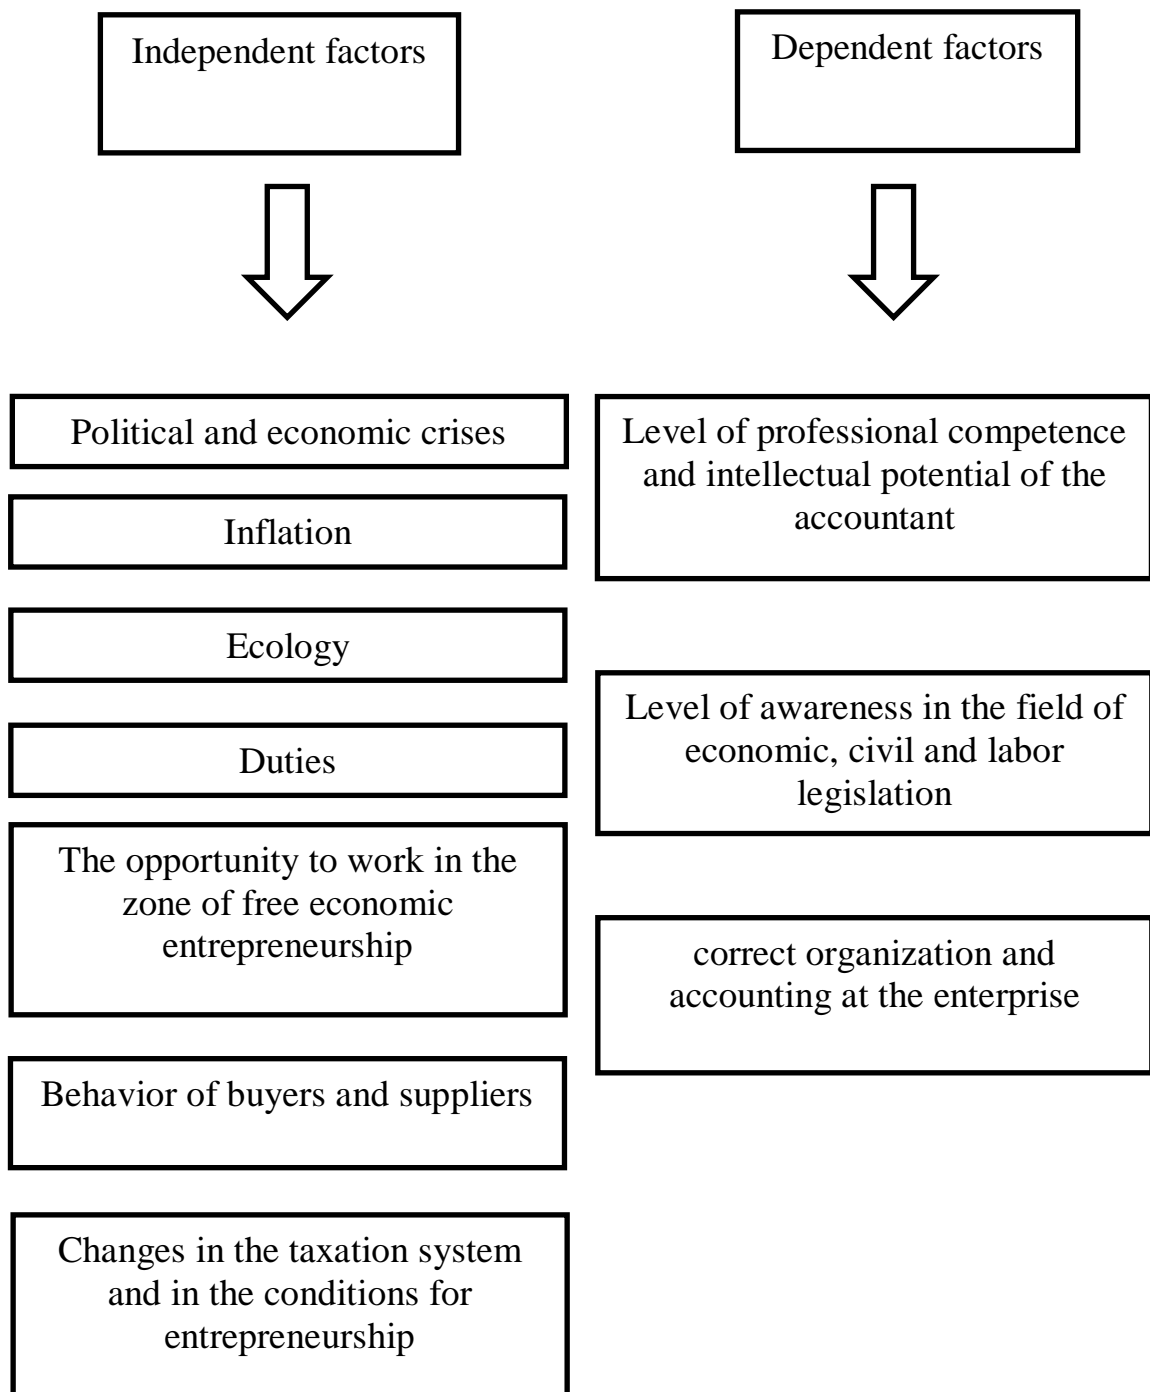 Independent factors
Dependent factors
Political and economic crises
Inflation
Ecology
Duties
The opportunity to work in the
zone of free economic
entrepreneurship
Behavior of buyers and suppliers
Changes in the taxation system
and in the conditions for
entrepreneurship
Level of professional competence
and intellectual potential of the
accountant
Level of awareness in the field of
economic, civil and labor
legislation
correct organization and
accounting at the enterprise